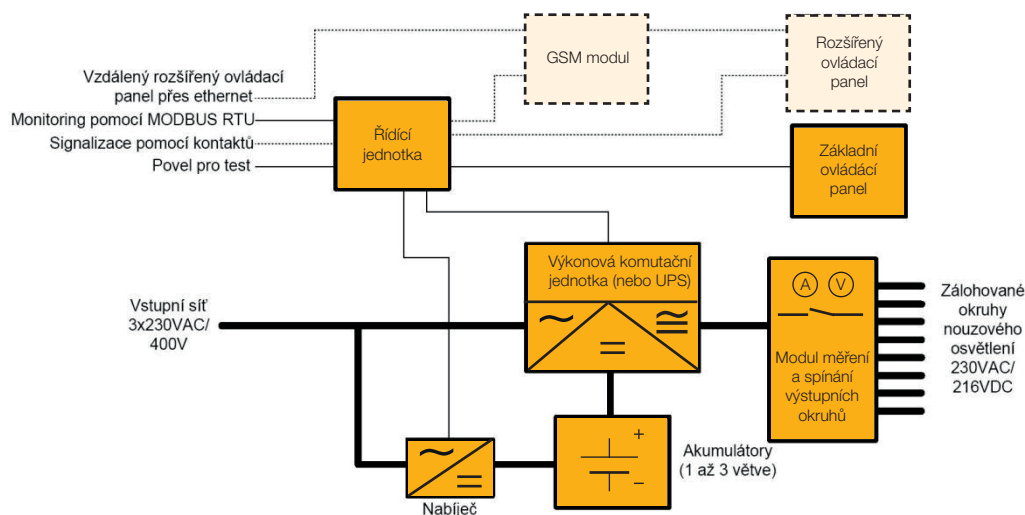 GSM modul
Rozšířený
ovládací
panel
Vzdálený rozšířený ovládací
panel přes ethernet
Monitoring pomocí MODBUS RTU
Signalizace pomocí kontaktů
Povel pro test
Řídící
jednotka
Základní
ovládácí
panel
Výkonová komutační
jednotka (nebo UPS)
Vstupní síť
3x230VAC/
400V
A V
Modul měření
a spínání
výstupních
okruhů
Zálohované
okruhy
nouzového
osvětlení
230VAC/
216VDC
+
−
Akumulátory
(1 až 3 větve)
Nabíječ